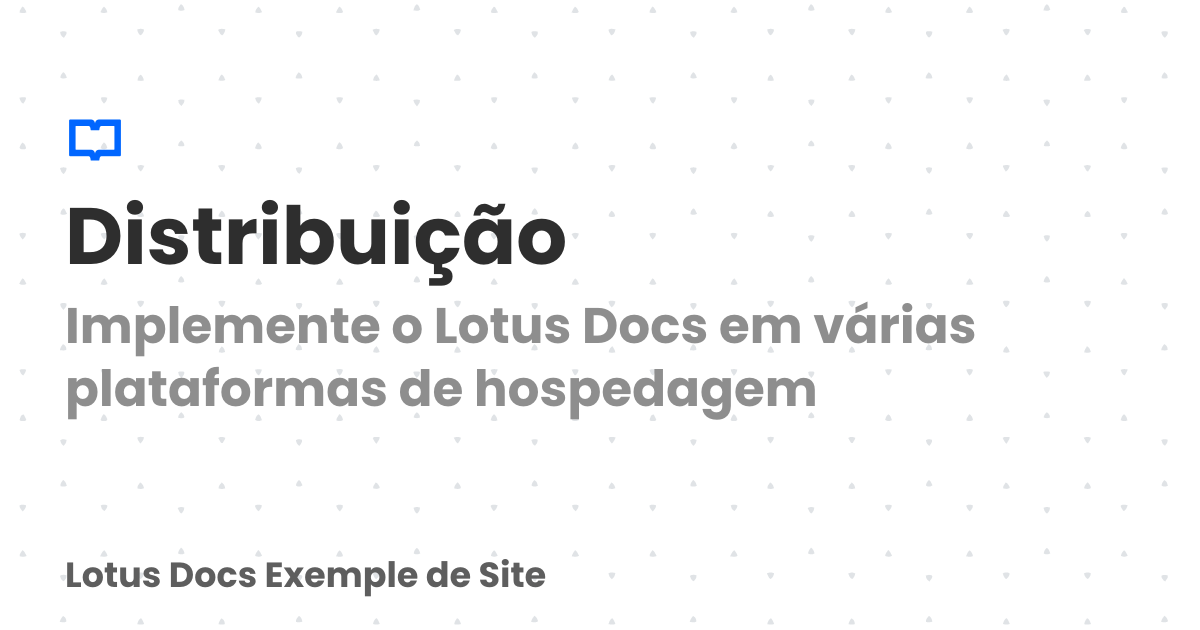 Distribuição
Implemente o Lotus Docs em várias
plataformas de hospedagem
Lotus Docs Exemple de Site